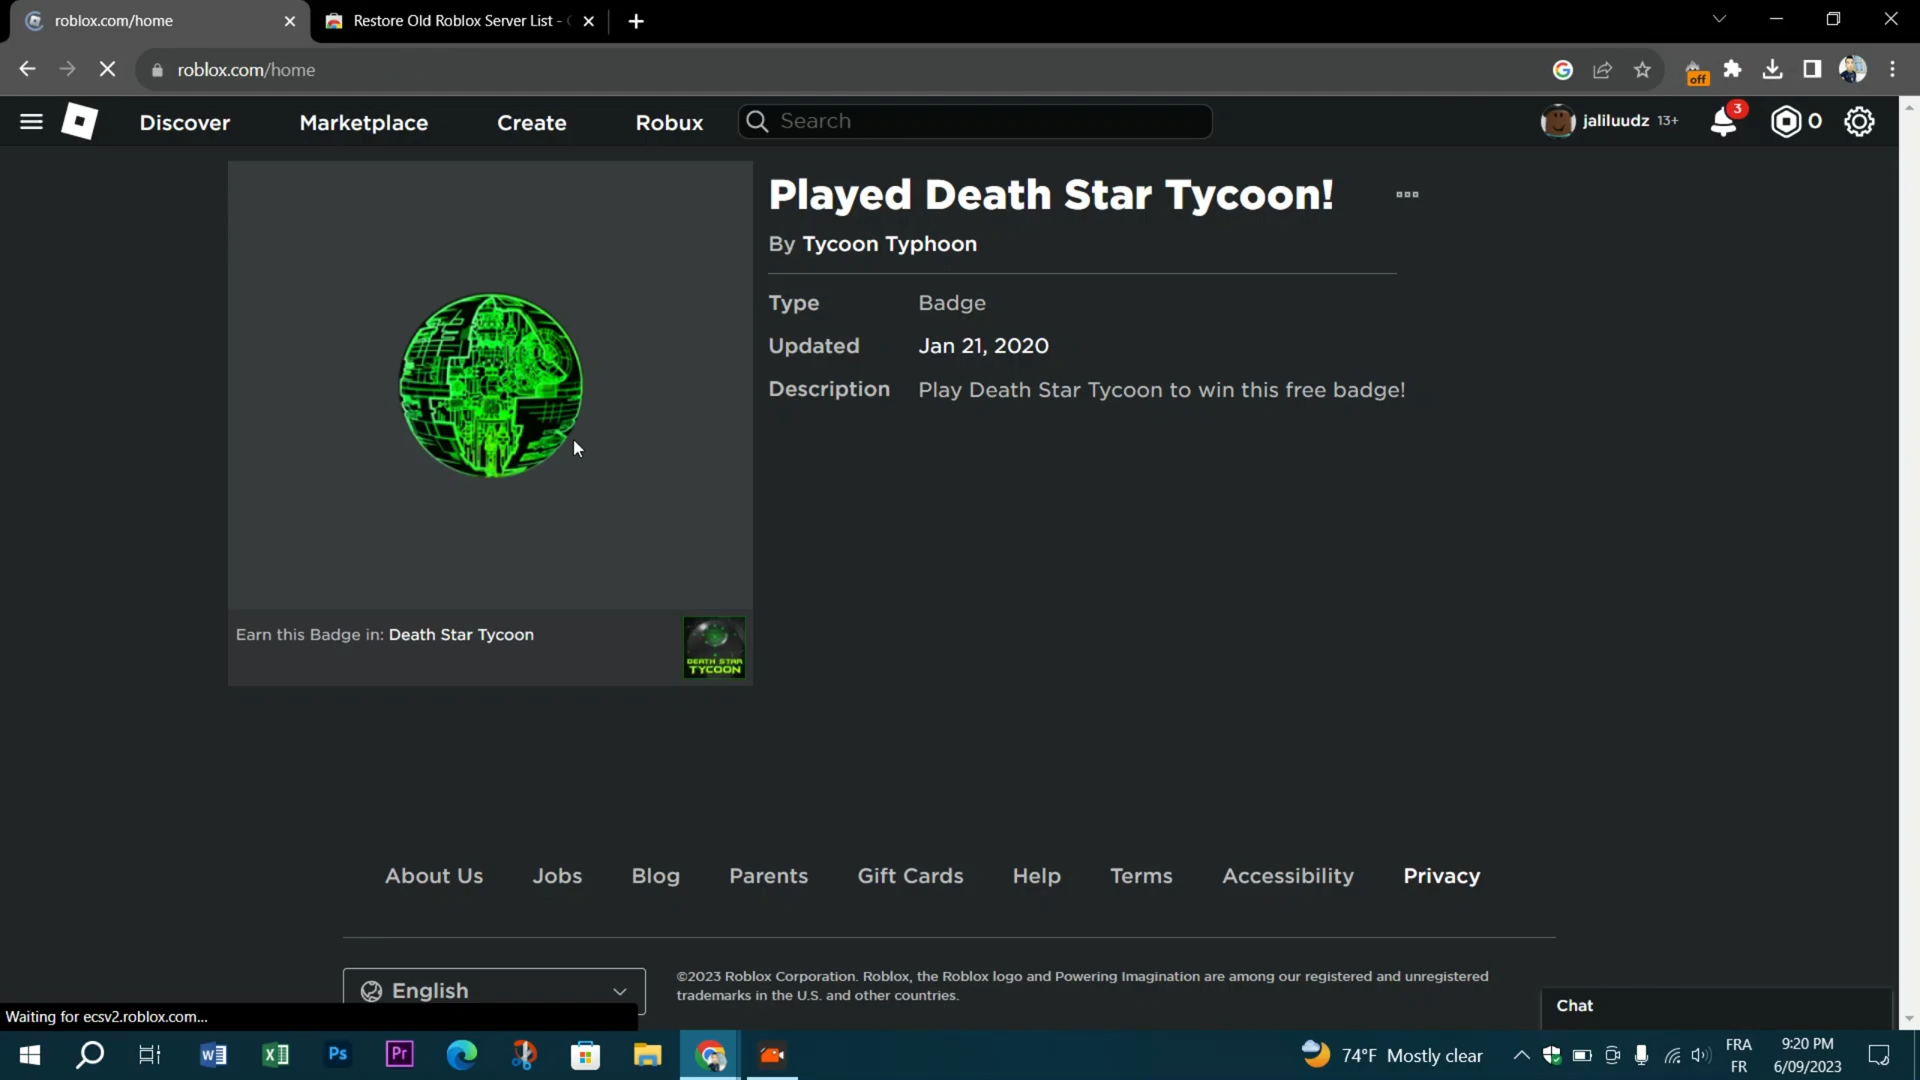 roblox.com/home
Restore Old Roblox Server List -
roblox.com/home
off
Discover
Marketplace
Create
Robux
Search
jaliluudz 13+
3
0
Played Death Star Tycoon!
By Tycoon Typhoon
Type Badge
Updated Jan 21, 2020
Description Play Death Star Tycoon to win this free badge!
Earn this Badge in: Death Star Tycoon
DEATH STAR
TYCOON
About Us
Jobs
Blog
Parents
Gift Cards
Help
Terms
Accessibility
Privacy
English
©2023 Roblox Corporation. Roblox, the Roblox logo and Powering Imagination are among our registered and unregistered
trademarks in the U.S. and other countries.
Chat
Waiting for ecsv2.roblox.com...
Ps
Pr
74°F Mostly clear
FRA
FR
9:20 PM
6/09/2023